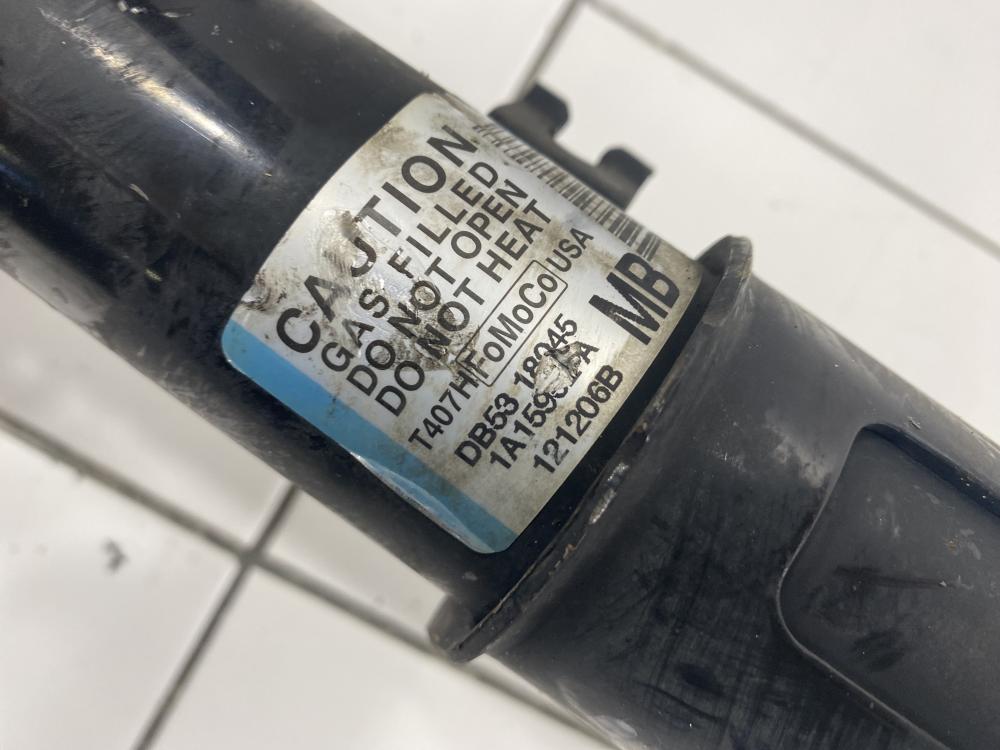 CAUTION
GAS FILLED
DO NOT OPEN
DO NOT HEAT
T407H FoMoCo USA
DB53 18045
121206B
MB